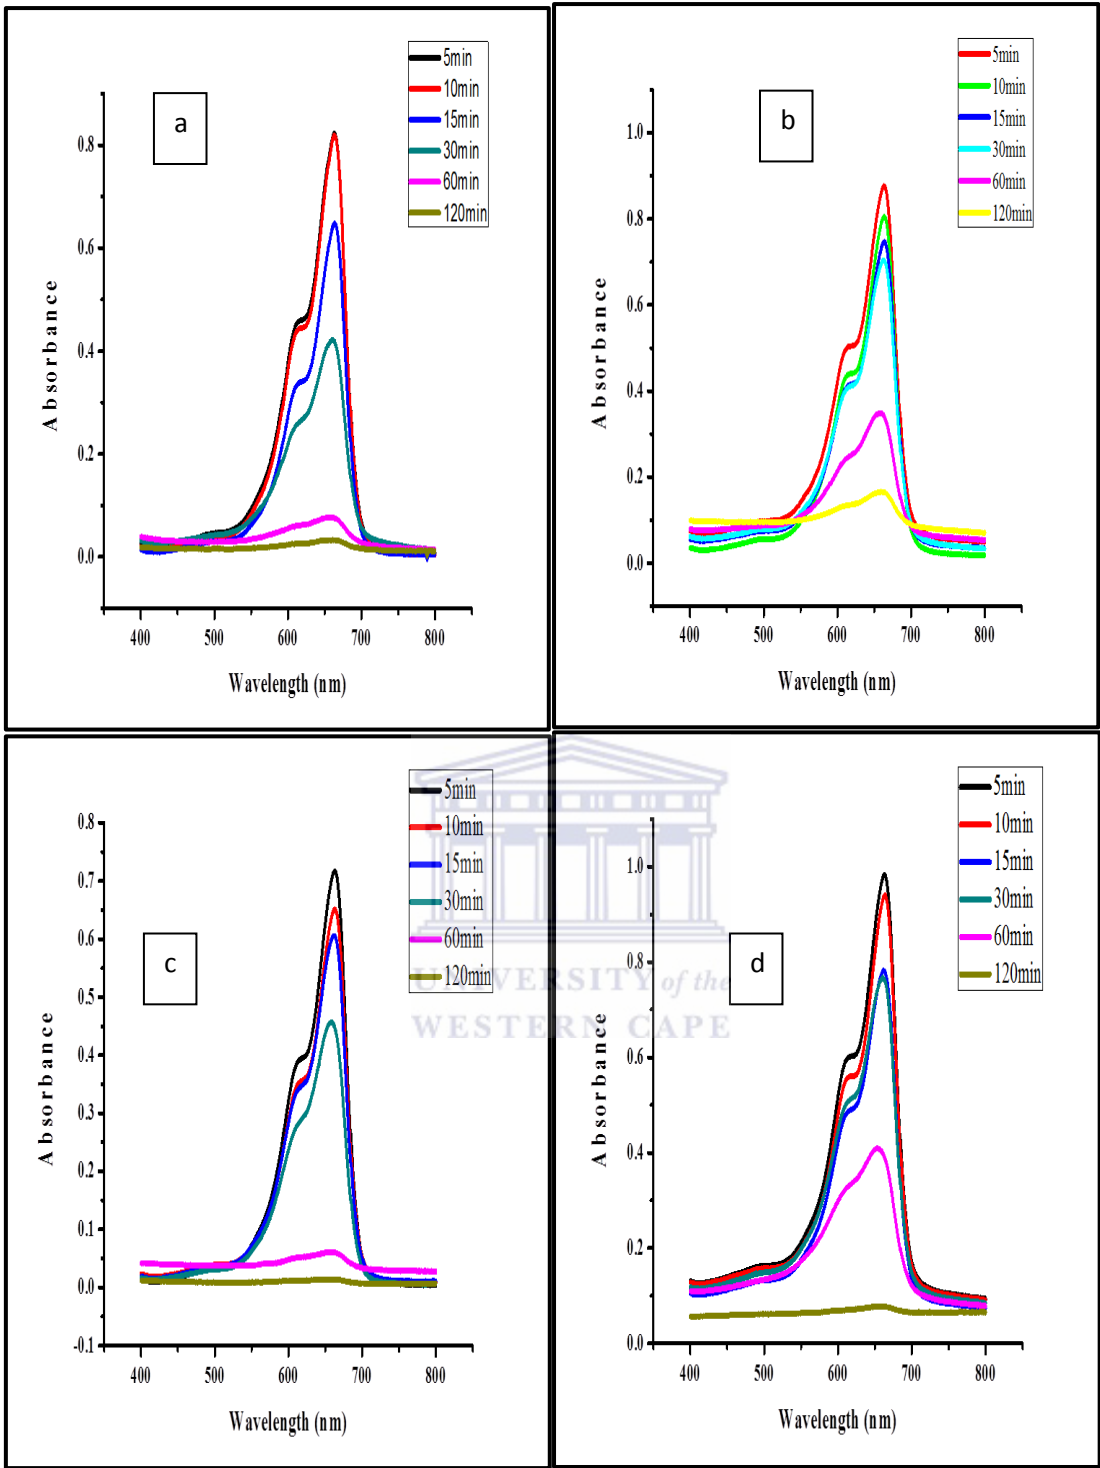 a
5min
10min
15min
30min
60min
120min
0.8
0.6
0.4
0.2
0.0
Absorbance
400 500 600 700 800
Wavelength (nm)
b
5min
10min
15min
30min
60min
120min
1.0
0.8
0.6
0.4
0.2
0.0
Absorbance
400 500 600 700 800
Wavelength (nm)
c
5min
10min
15min
30min
60min
120min
0.8
0.7
0.6
0.5
0.4
0.3
0.2
0.1
0.0
-0.1
Absorbance
400 500 600 700 800
Wavelength (nm)
d
5min
10min
15min
30min
60min
120min
1.0
0.8
0.6
0.4
0.2
0.0
Absorbance
400 500 600 700 800
Wavelength (nm)
UNIVERSITY of the
WESTERN CAPE